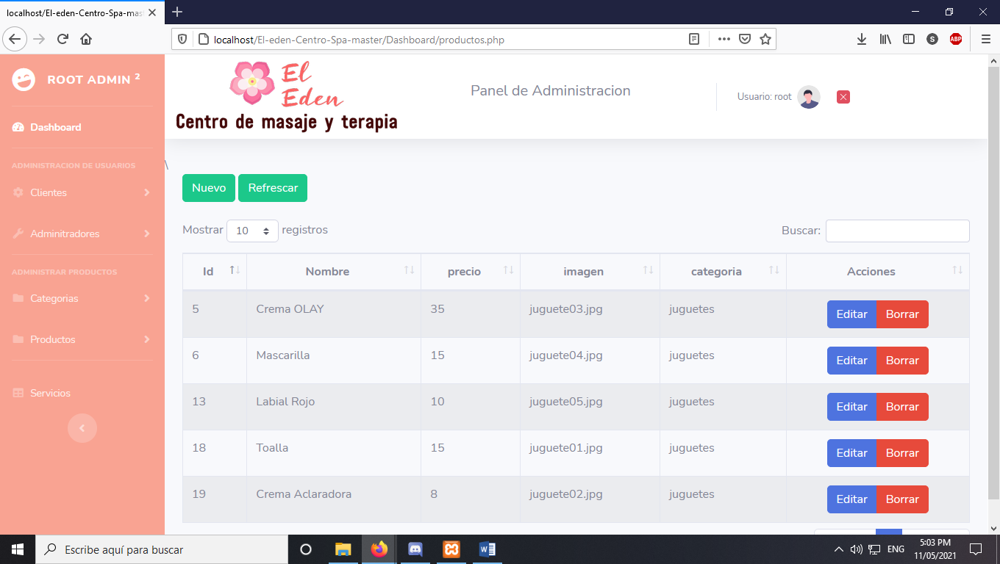 localhost/El-eden-Centro-Spa-mas
localhost/El-eden-Centro-Spa-master/Dashboard/productos.php
S
ABP
ROOT ADMIN 2
Dashboard
ADMINISTRACION DE USUARIOS
Clientes
Adminitradores
ADMINISTRAR PRODUCTOS
Categorias
Productos
Servicios
El
Eden
Centro de masaje y terapia
Panel de Administracion
Usuario: root
\
Nuevo Refrescar
Mostrar 10 registros Buscar:
Id Nombre precio imagen categoria Acciones
5 Crema OLAY 35 juguete03.jpg juguetes Editar Borrar
6 Mascarilla 15 juguete04.jpg juguetes Editar Borrar
13 Labial Rojo 10 juguete05.jpg juguetes Editar Borrar
18 Toalla 15 juguete01.jpg juguetes Editar Borrar
19 Crema Aclaradora 8 juguete02.jpg juguetes Editar Borrar
Escribe aquí para buscar
ENG
5:03 PM
11/05/2021